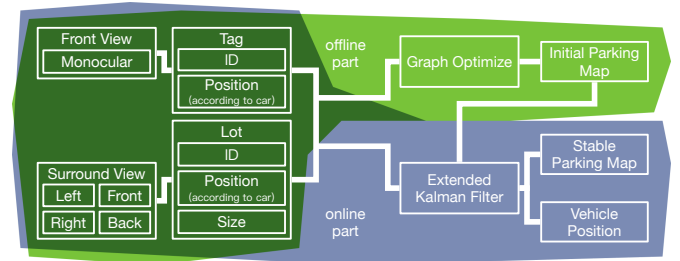 Front View
Monocular
Tag
ID
Position
(according to car)
offline
part
Graph Optimize
Initial Parking
Map
Lot
ID
Position
(according to car)
Size
Surround View
Left
Front
Right
Back
online
part
Extended
Kalman Filter
Stable
Parking Map
Vehicle
Position